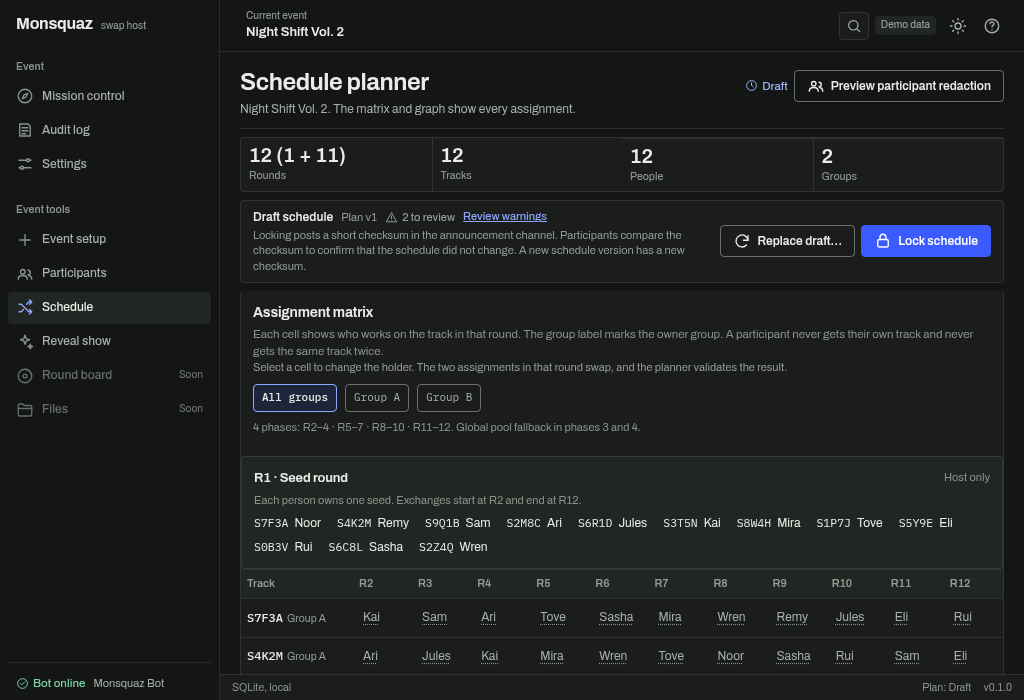 Monsquaz swap host
Event
Mission control
Audit log
Settings
Event tools
Event setup
Participants
Schedule
Reveal show
Round board Soon
Files Soon
Bot online Monsquaz Bot
Current event
Night Shift Vol. 2
Demo data
Schedule planner
Night Shift Vol. 2. The matrix and graph show every assignment.
Draft
Preview participant redaction
12 (1 + 11)
Rounds
12
Tracks
12
People
2
Groups
Draft schedule Plan v1 2 to review Review warnings
Locking posts a short checksum in the announcement channel. Participants compare the
checksum to confirm that the schedule did not change. A new schedule version has a new
checksum.
Replace draft...
Lock schedule
Assignment matrix
Each cell shows who works on the track in that round. The group label marks the owner group. A participant never gets their own track and never
gets the same track twice.
Select a cell to change the holder. The two assignments in that round swap, and the planner validates the result.
All groups Group A Group B
4 phases: R2–4 · R5–7 · R8–10 · R11–12. Global pool fallback in phases 3 and 4.
R1 · Seed round Host only
Each person owns one seed. Exchanges start at R2 and end at R12.
S7F3A Noor S4K2M Remy S9Q1B Sam S2M8C Ari S6R1D Jules S3T5N Kai S8W4H Mira S1P7J Tove S5Y9E Eli
S0B3V Rui S6C8L Sasha S2Z4Q Wren
Track R2 R3 R4 R5 R6 R7 R8 R9 R10 R11 R12
S7F3A Group A Kai Sam Ari Tove Sasha Mira Wren Remy Jules Eli Rui
S4K2M Group A Ari Jules Kai Mira Wren Tove Noor Sasha Rui Sam Eli
SQLite, local
Plan: Draft v0.1.0